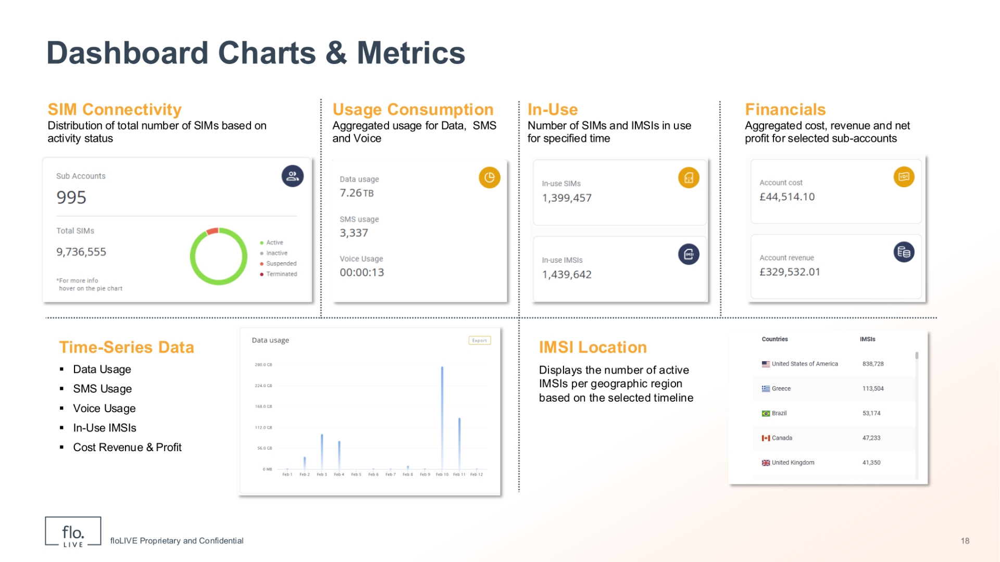 Dashboard Charts & Metrics
SIM Connectivity
Distribution of total number of SIMs based on
activity status
Sub Accounts
995
Total SIMs
9,736,555
*For more info
hover on the pie chart
Active
Inactive
Suspended
Terminated
Usage Consumption
Aggregated usage for Data, SMS
and Voice
Data usage
7.26 TB
SMS usage
3,337
Voice Usage
00:00:13
In-Use
Number of SIMs and IMSIs in use
for specified time
In-use SIMs
1,399,457
In-use IMSIs
1,439,642
IMSI
Financials
Aggregated cost, revenue and net
profit for selected sub-accounts
Account cost
£44,514.10
Account revenue
£329,532.01
Time-Series Data
▪ Data Usage
▪ SMS Usage
▪ Voice Usage
▪ In-Use IMSIs
▪ Cost Revenue & Profit
Data usage
Export
280.0 GB
224.0 GB
168.0 GB
112.0 GB
56.0 GB
0 MB
Feb 1 Feb 2 Feb 3 Feb 4 Feb 5 Feb 6 Feb 7 Feb 8 Feb 9 Feb 10 Feb 11 Feb 12
IMSI Location
Displays the number of active
IMSIs per geographic region
based on the selected timeline
Countries IMSIs
United States of America 838,728
Greece 113,504
Brazil 53,174
Canada 47,233
United Kingdom 41,350
flo.
LIVE
floLIVE Proprietary and Confidential
18